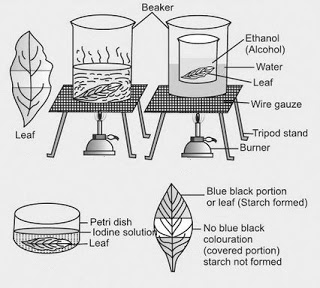 Beaker
Ethanol
(Alcohol)
Water
Leaf
Wire gauze
Leaf
Tripod stand
Burner
Petri dish
Iodine solution
Leaf
Blue black portion
or leaf (Starch formed)
No blue black
colouration
(covered portion)
starch not formed